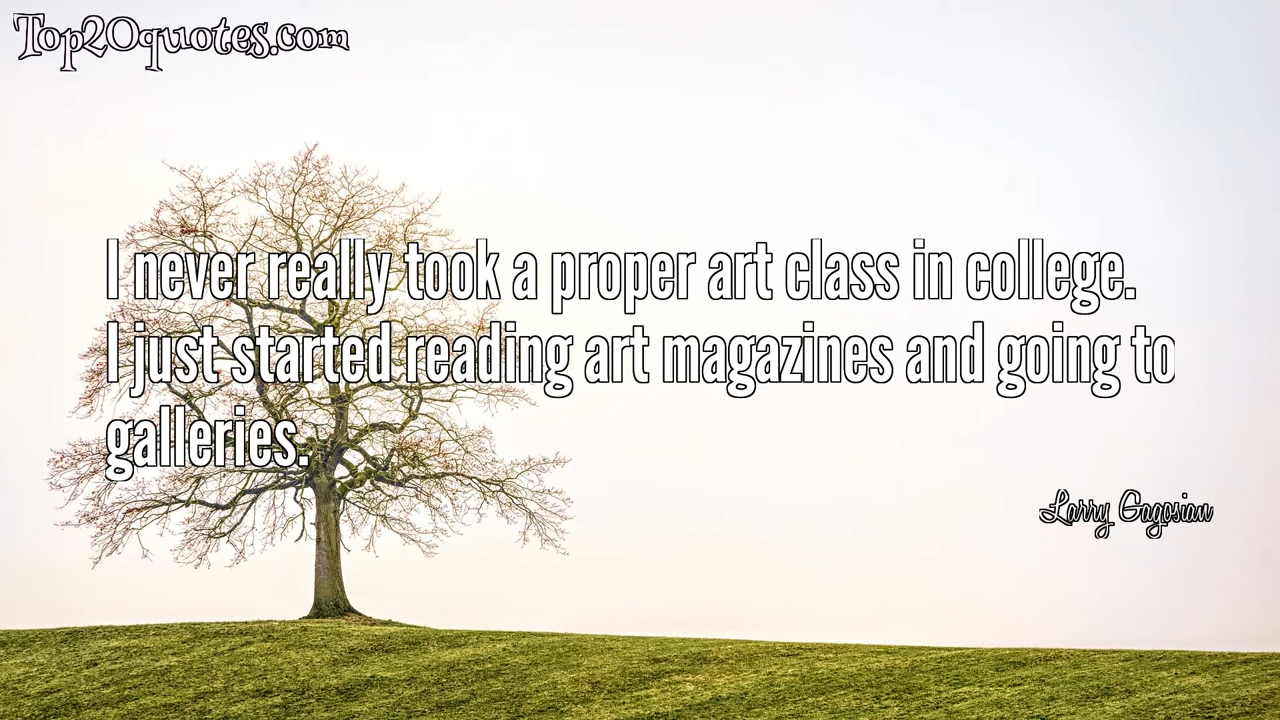 Top20quotes.com
I never really took a proper art class in college.
I just started reading art magazines and going to
galleries.
Larry Gagosian